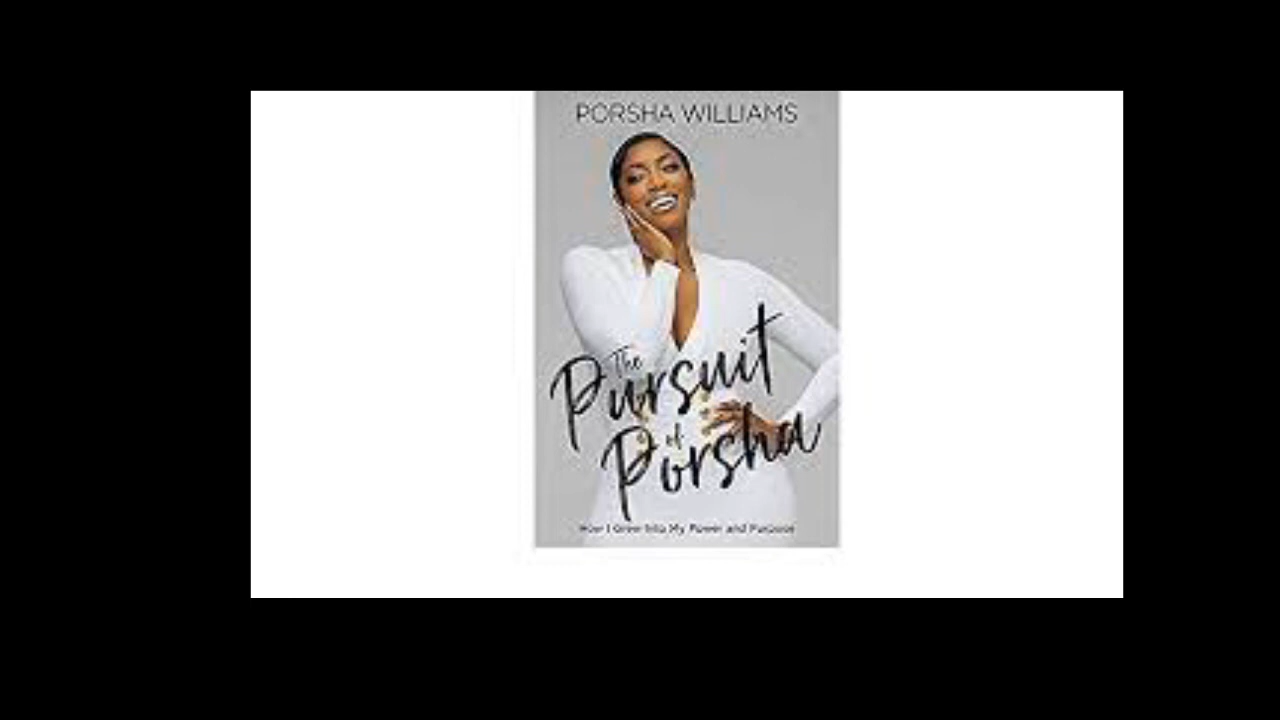 PORSHA WILLIAMS
The
Pursuit
of
Porsha
How I Grew Into My Power and Purpose